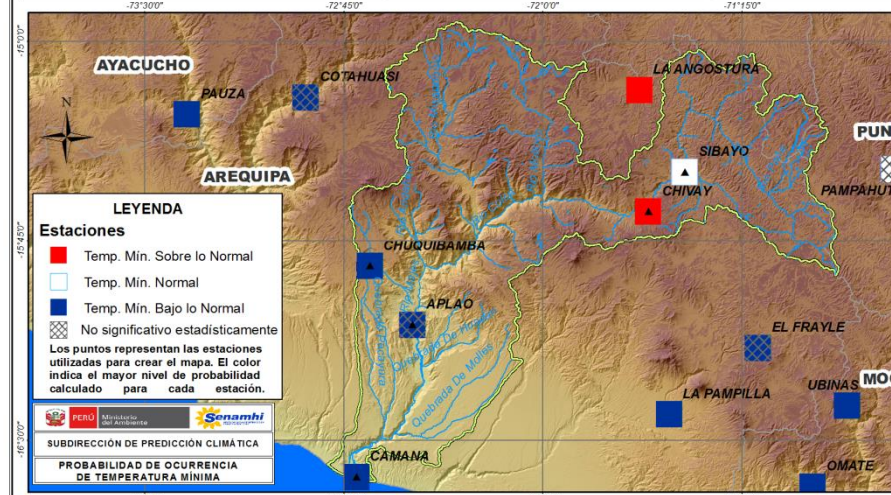 -73°30'0"
-72°45'0"
-72°0'0"
-71°15'0"
-15°0'0"
AYACUCHO
COTAHUASI
PAUZA
LA ANGOSTURA
N
PUN
SIBAYO
AREQUIPA
CHIVAY
PAMPAHUT
LEYENDA
Estaciones
Temp. Mín. Sobre lo Normal
Temp. Mín. Normal
Temp. Mín. Bajo lo Normal
No significativo estadísticamente
Los puntos representan las estaciones
utilizadas para crear el mapa. El color
indica el mayor nivel de probabilidad
calculado para cada estación.
-15°45'0"
CHUQUIBAMBA
APLAO
EL FRAYLE
Quebrada De Molles
LA PAMPILLA
UBINAS
MOQ
PERÚ
Ministerio
del Ambiente
Senamhi
SUBDIRECCIÓN DE PREDICCIÓN CLIMÁTICA
-16°30'0"
PROBABILIDAD DE OCURRENCIA
DE TEMPERATURA MÍNIMA
CAMANA
OMATE